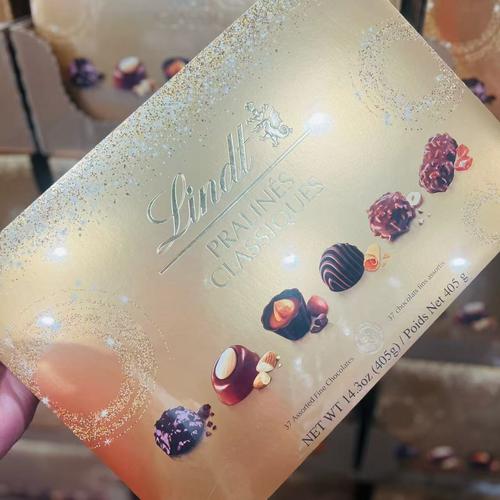 Lindt
PRALINÉS
CLASSIQUES
37 Assorted Fine Chocolates
37 chocolats fins assortis
NET WT 14.3oz (405g) / Poids Net 405 g